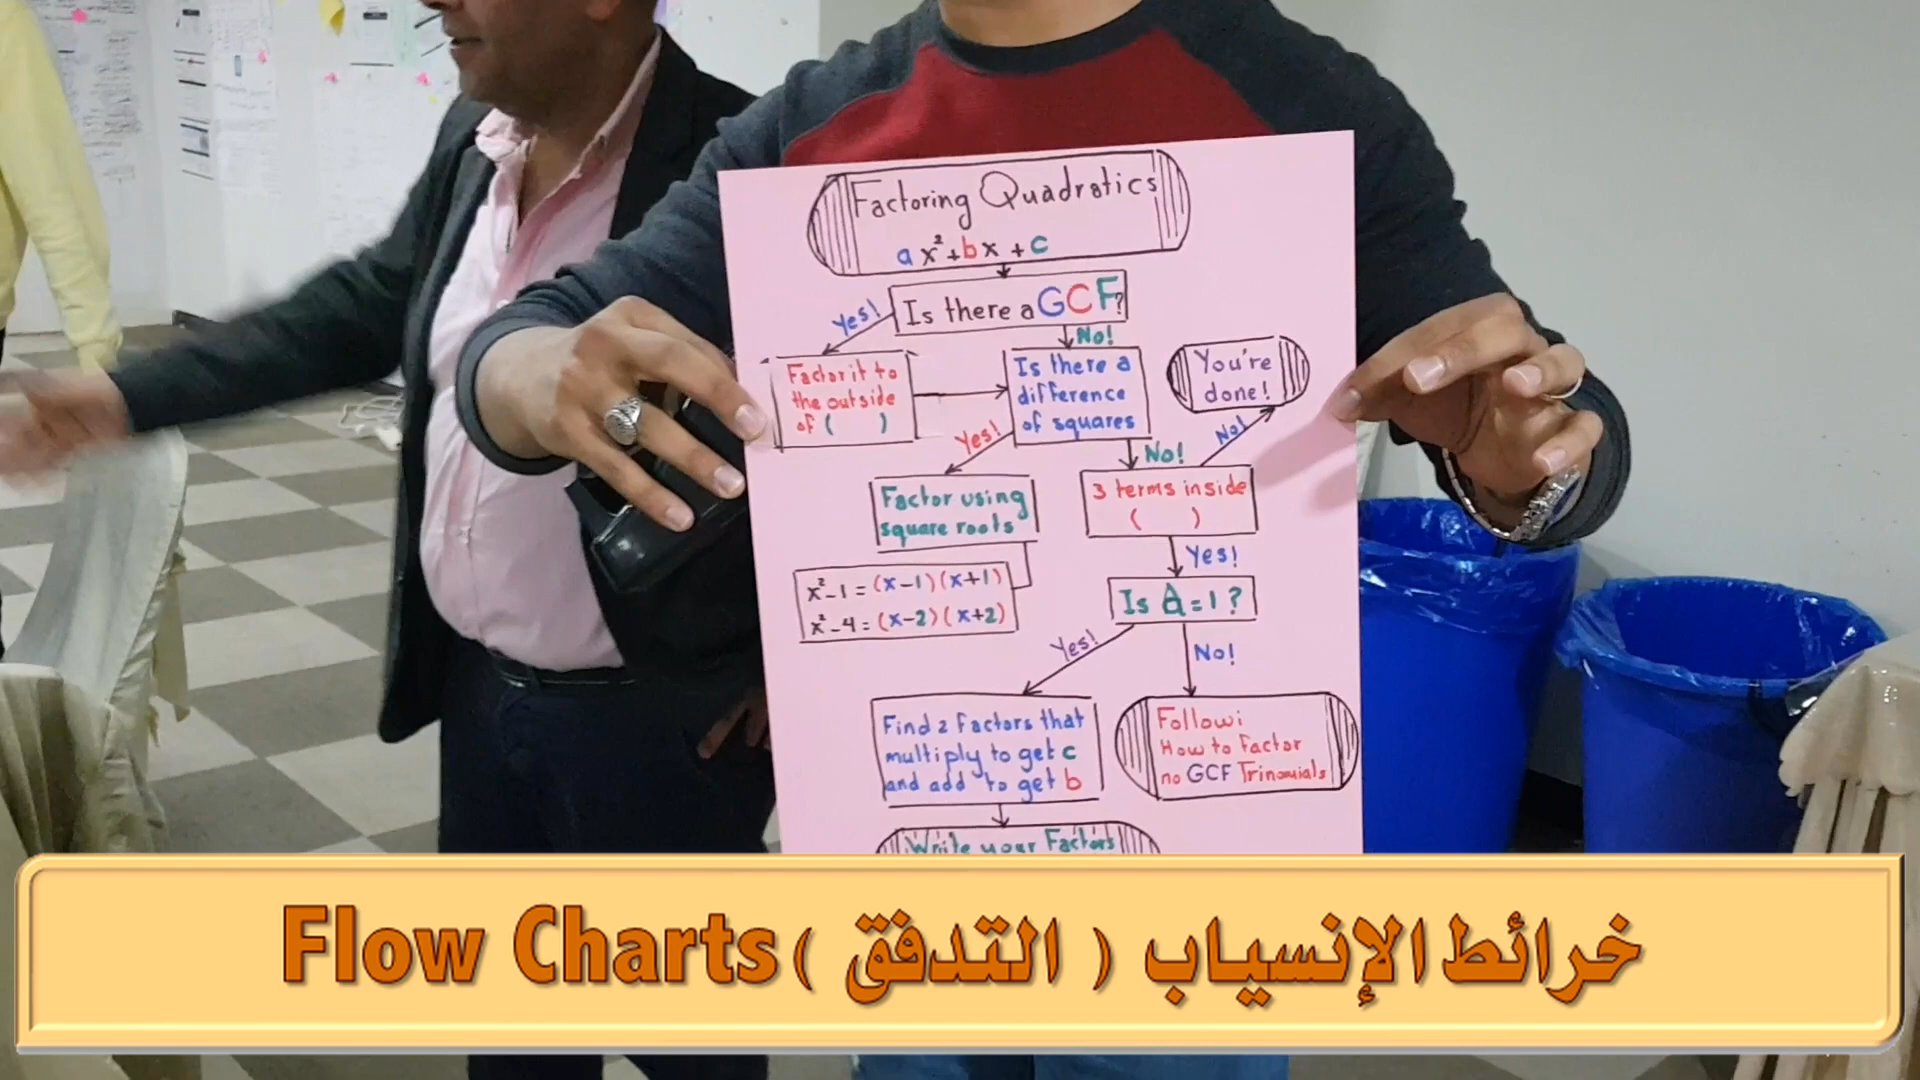 Factoring Quadratics
ax²+bx+c
Is there a GCF?
Yes!
No!
Factor it to
the outside
of ( )
Is there a
difference
of squares
You're
done!
Yes!
No!
No!
Factor using
square roots
3 terms inside
( )
x²-1=(x-1)(x+1)
x²-4=(x-2)(x+2)
Yes!
Is a=1?
Yes!
No!
Find 2 Factors that
multiply to get c
and add to get b
Follow:
How to factor
no GCF Trinomials
Write your Factors
خرائط الإنسياب ( التدفق ) Flow Charts